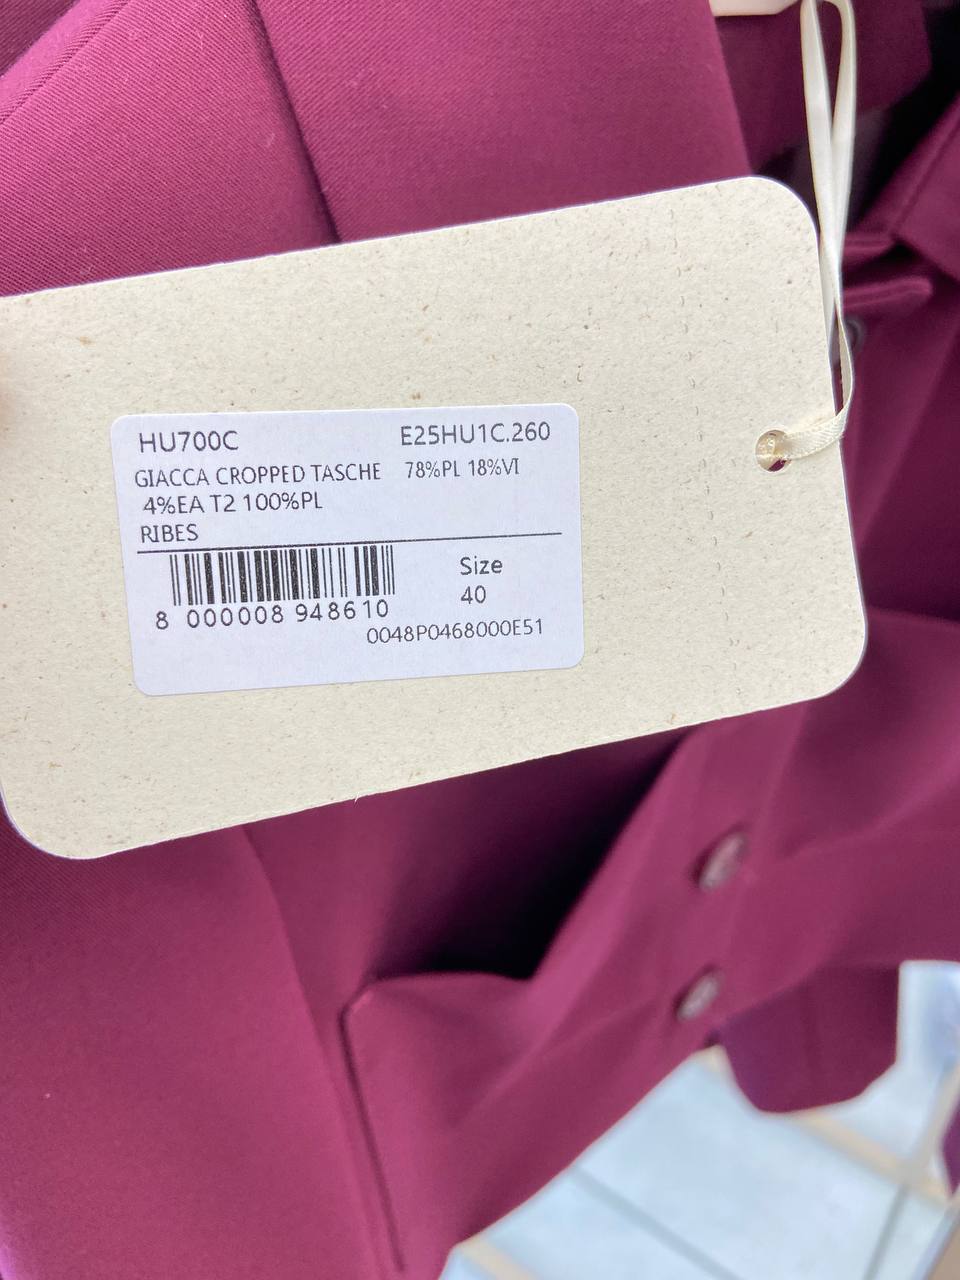 HU700C E25HU1C.260
GIACCA CROPPED TASCHE 78%PL 18%VI
4%EA T2 100%PL
RIBES
Size
40
8 000008 948610
0048P0468000E51